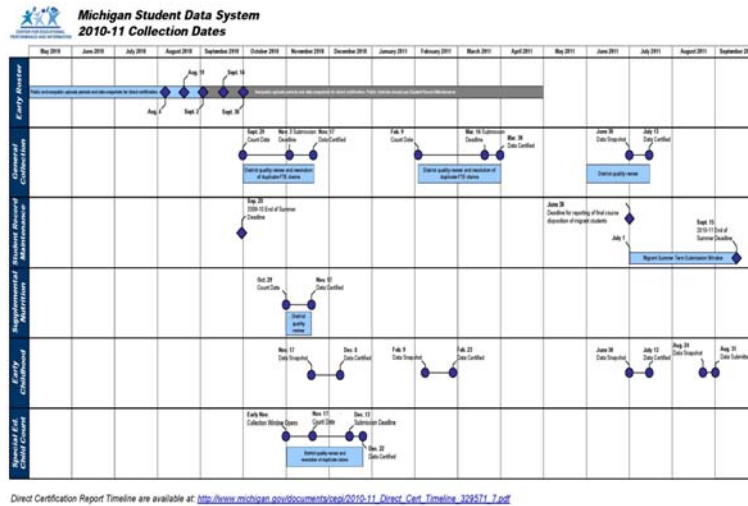 Michigan Student Data System
2010-11 Collection Dates
CENTER FOR EDUCATIONAL
PERFORMANCE AND INFORMATION
May 2010 June 2010 July 2010 August 2010 September 2010 October 2010 November 2010 December 2010 January 2011 February 2011 March 2011 April 2011 May 2011 June 2011 July 2011 August 2011 September 2011
Early Roster
Aug. 4
Sept. 2
General
Collection
Sept. 29
Count Date
Nov. 3 Submission
Deadline
Nov. 17
Data Certified
District quality review and resolution
of duplicate FTE claims
Feb. 9
Count Date
Mar. 16 Submission
Deadline
Mar. 30
Data Certified
District quality review and resolution of
duplicate FTE claims
June 30
Data Snapshot
July 13
Data Certified
District quality review
Student Record
Maintenance
2009-10 End of Summer
Deadline
June 30
Deadline for reporting of final course
disposition of migrant students
July 1
Migrant Summer Term Submission Window
Sept. 15
2010-11 End of
Summer Deadline
Supplemental
Nutrition
Oct. 29
Count Date
Data Certified
District
quality
review
Early
Childhood
Nov. 17
Data Snapshot
Dec. 8
Data Certified
Feb. 9
Data Snapshot
Feb. 23
Data Certified
June 30
Data Snapshot
July 13
Data Certified
Aug. 24
Data Snapshot
Aug. 31
Special Ed.
Child Count
Early Nov.
Collection Window Opens
Nov. 17
Count Date
Dec. 13
Submission Deadline
Dec. 22
Data Certified
District quality review and
resolution of duplicate claims
Direct Certification Report Timeline are available at: http://www.michigan.gov/documents/cepi/2010-11_Direct_Cert_Timeline_329571_7.pdf